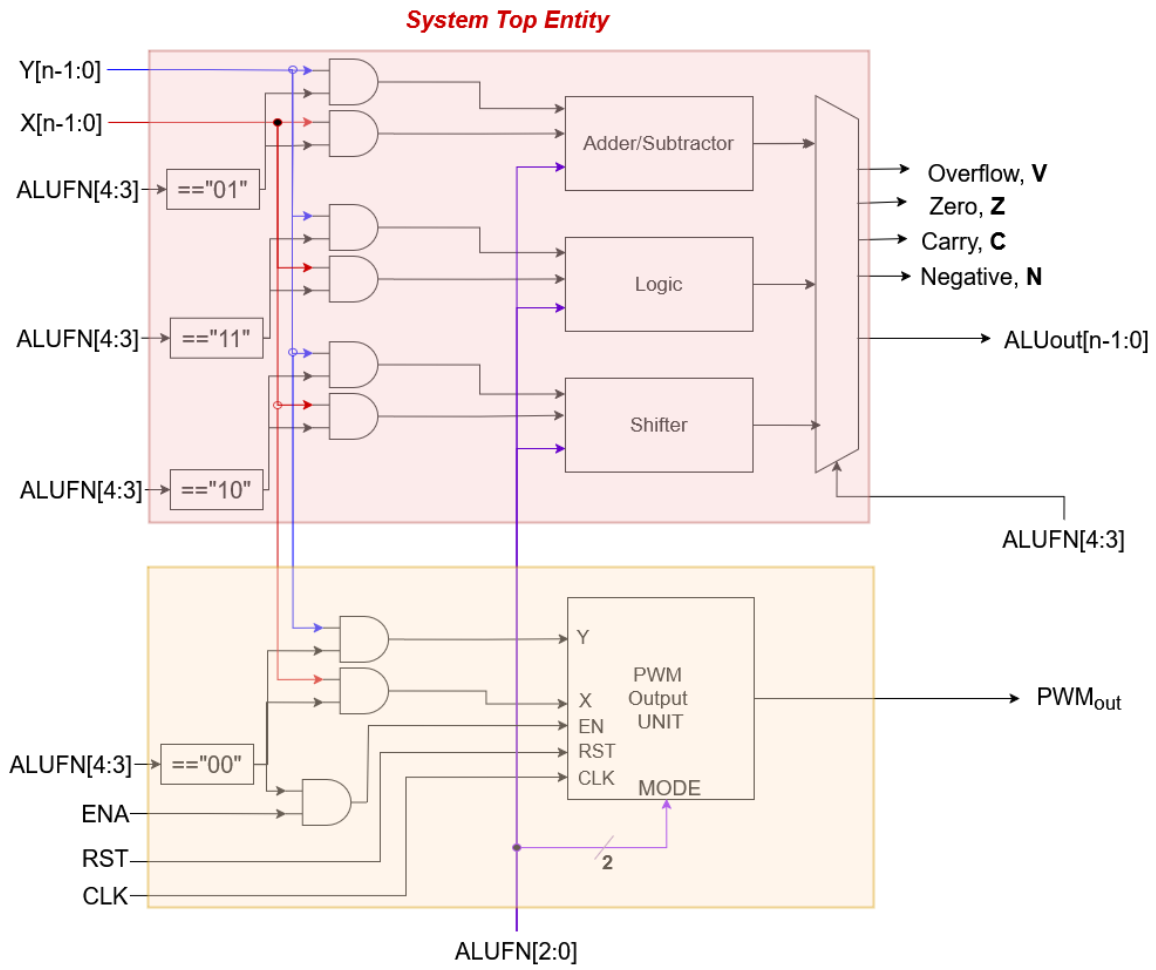 System Top Entity
Y[n-1:0]
X[n-1:0]
ALUFN[4:3]
=="01"
Adder/Subtractor
Overflow, V
Zero, Z
Carry, C
Negative, N
ALUFN[4:3]
=="11"
Logic
ALUout[n-1:0]
ALUFN[4:3]
=="10"
Shifter
ALUFN[4:3]
Y
PWM
Output
UNIT
X
EN
RST
CLK
MODE
PWMout
ALUFN[4:3]
=="00"
ENA
RST
CLK
2
ALUFN[2:0]